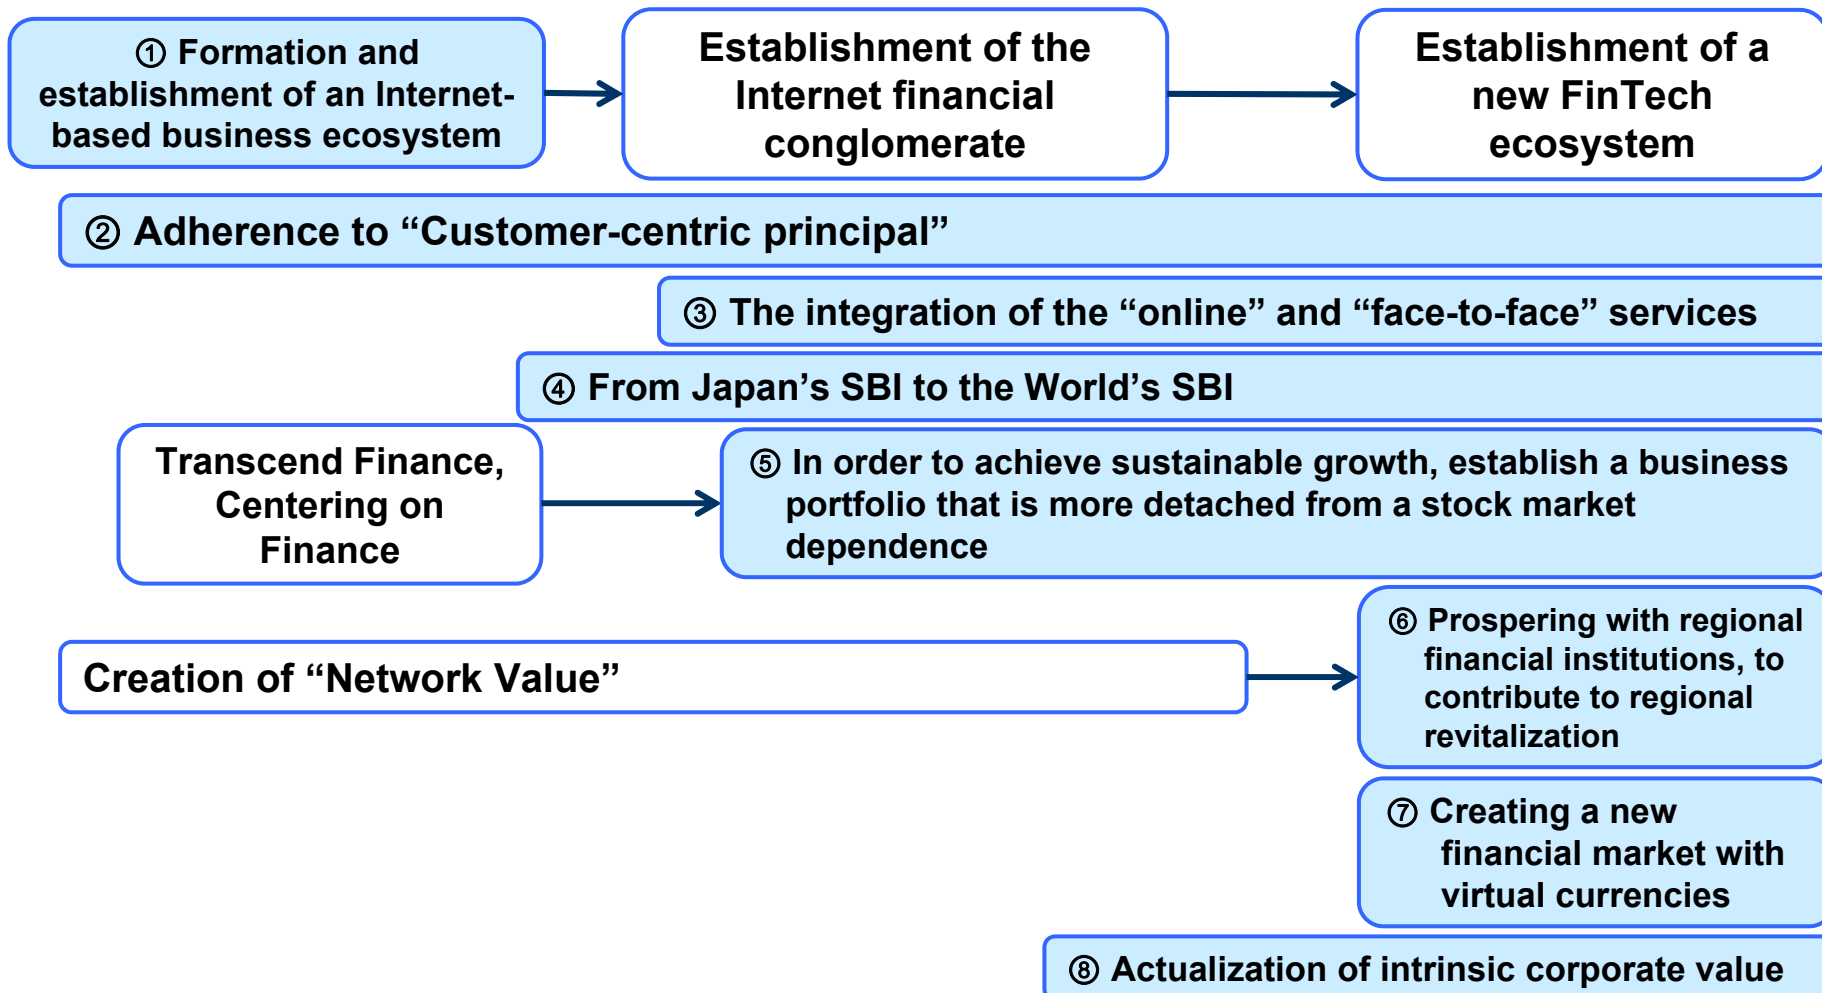 ① Formation and
establishment of an Internet-
based business ecosystem
Establishment of the
Internet financial
conglomerate
Establishment of a
new FinTech
ecosystem
② Adherence to “Customer-centric principal”
③ The integration of the “online” and “face-to-face” services
④ From Japan’s SBI to the World’s SBI
Transcend Finance,
Centering on
Finance
⑤ In order to achieve sustainable growth, establish a business
portfolio that is more detached from a stock market
dependence
Creation of “Network Value”
⑥ Prospering with regional
financial institutions, to
contribute to regional
revitalization
⑦ Creating a new
financial market with
virtual currencies
⑧ Actualization of intrinsic corporate value